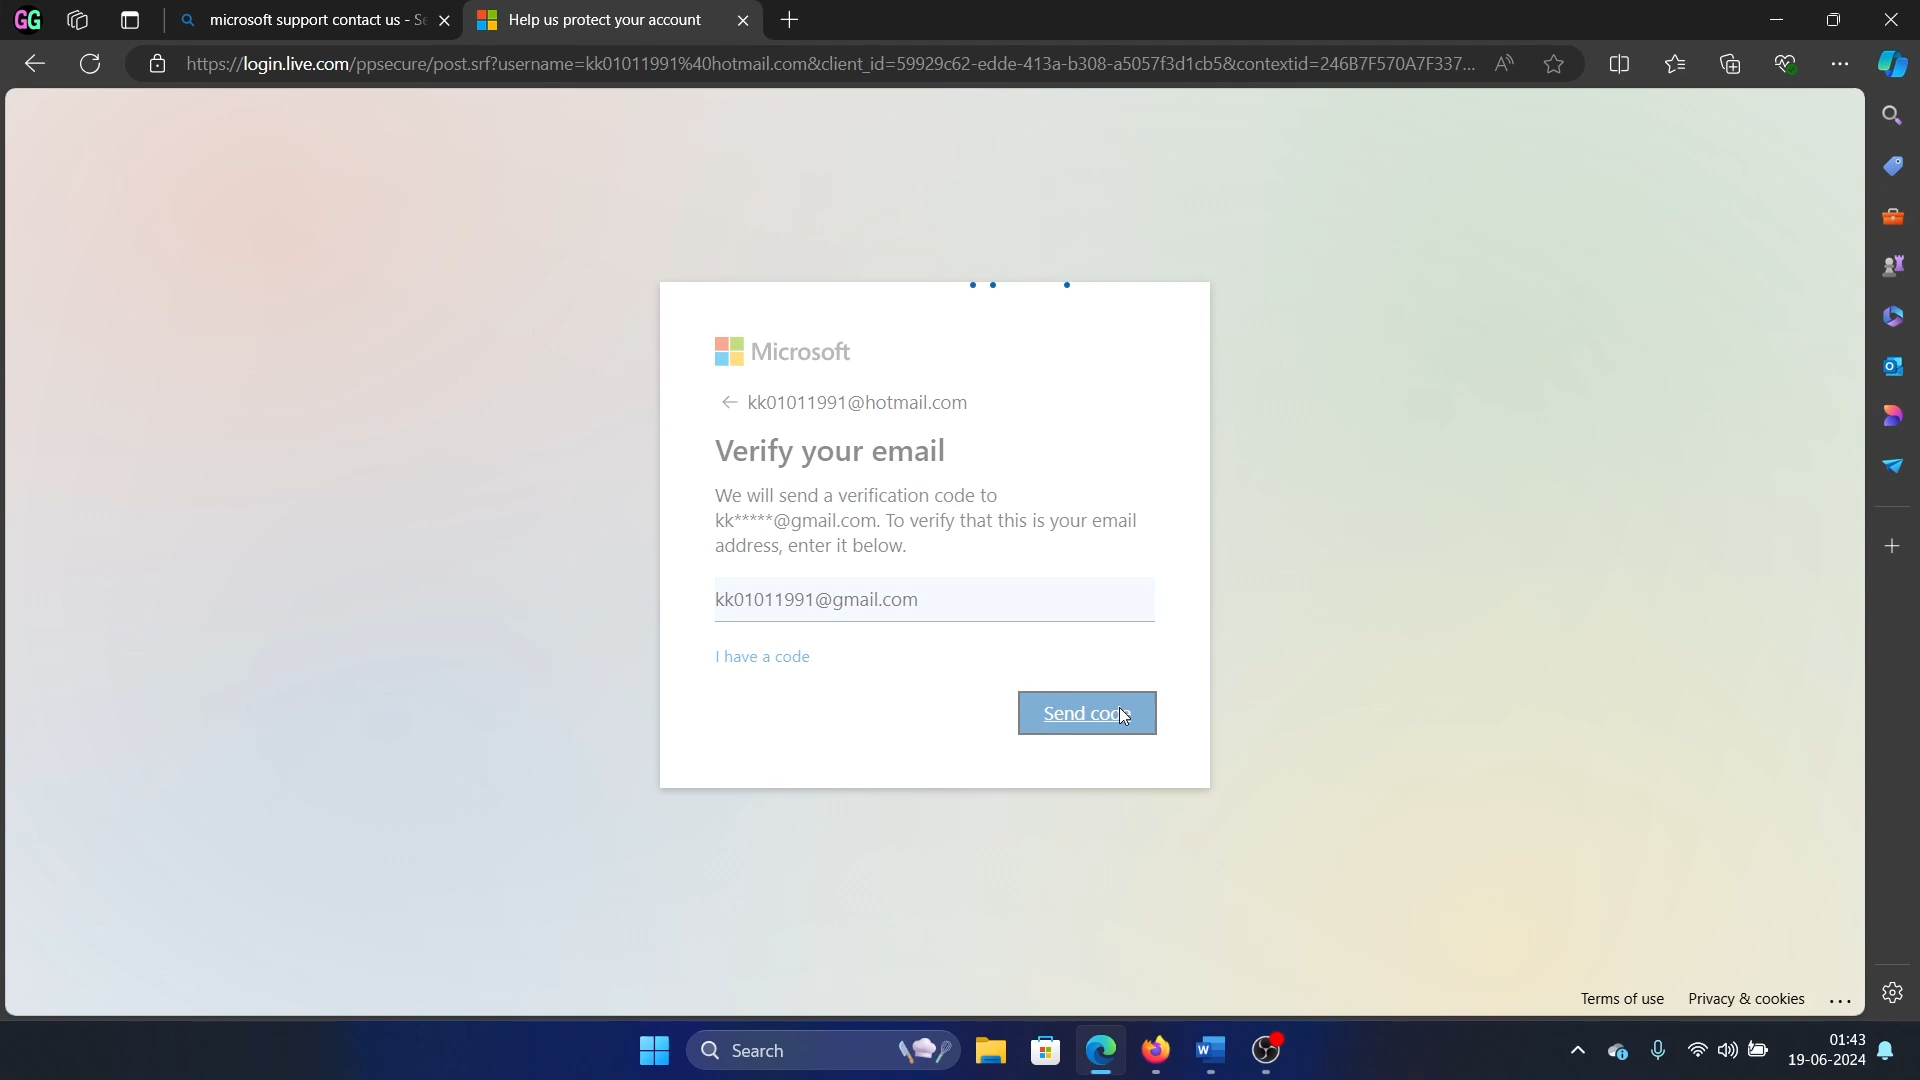 GG
microsoft support contact us - Se
Help us protect your account
https://login.live.com/ppsecure/post.srf?username=kk01011991%40hotmail.com&client_id=59929c62-edde-413a-b308-a5057f3d1cb5&contextid=246B7F570A7F337...
Microsoft
kk01011991@hotmail.com
Verify your email
We will send a verification code to
kk*****@gmail.com. To verify that this is your email
address, enter it below.
kk01011991@gmail.com
I have a code
Send code
Terms of use
Privacy & cookies
...
Search
01:43
19-06-2024